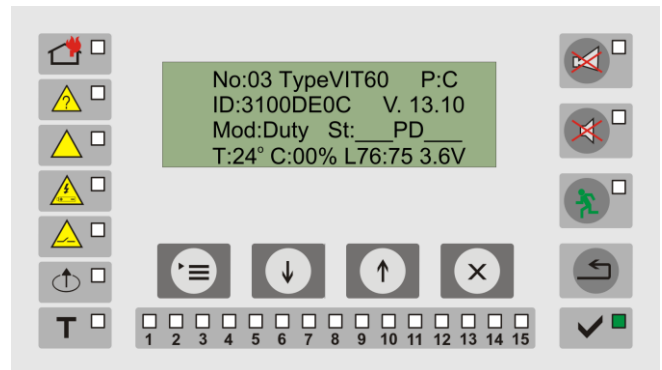 No:03 TypeVIT60 P:C
ID:3100DE0C V. 13.10
Mod:Duty St:___PD___
T:24° C:00% L76:75 3.6V
?
T
1 2 3 4 5 6 7 8 9 10 11 12 13 14 15